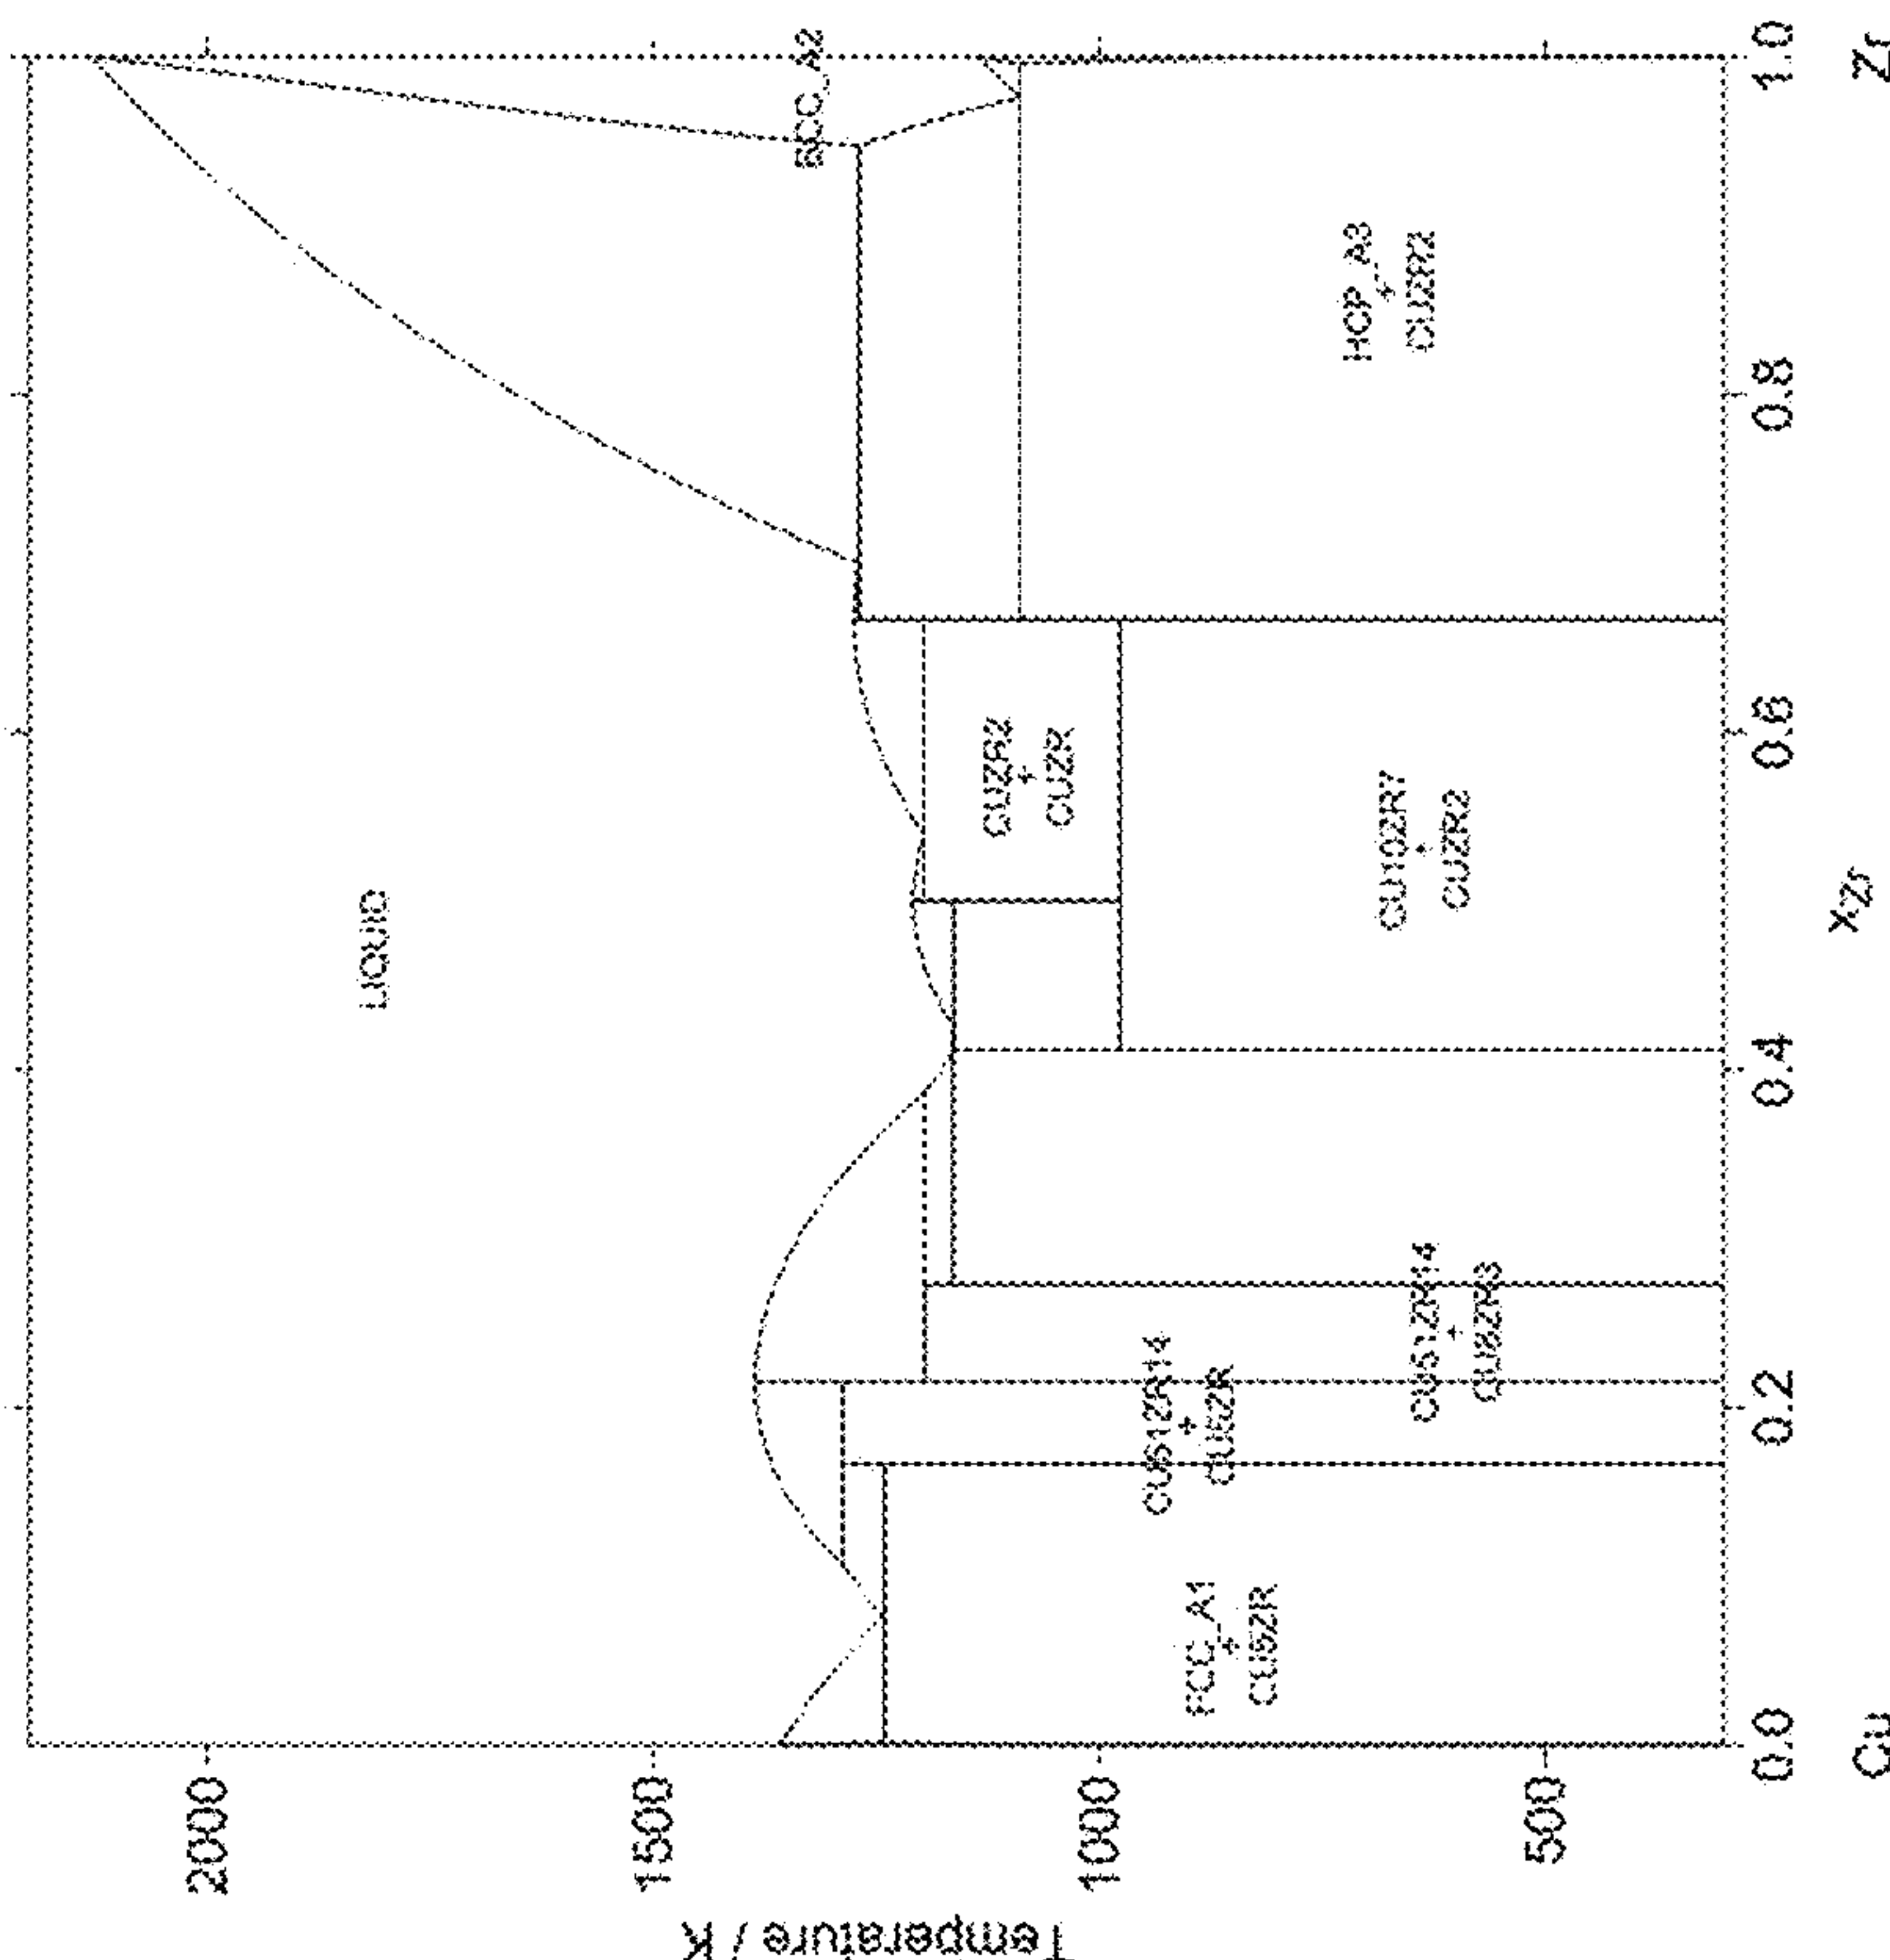 Temperature / K
2000
1500
1000
500
LIQUID
BCC_A2
FCC_A1
+
CU5ZR
CU51ZR14
+
CU5ZR
CU51ZR14
+
CU8ZR3
CUZR2
+
CUZR
CU10ZR7
+
CUZR2
HCP_A3
+
CUZR2
0.0
0.2
0.4
0.6
0.8
1.0
Cu
xZr
Zr